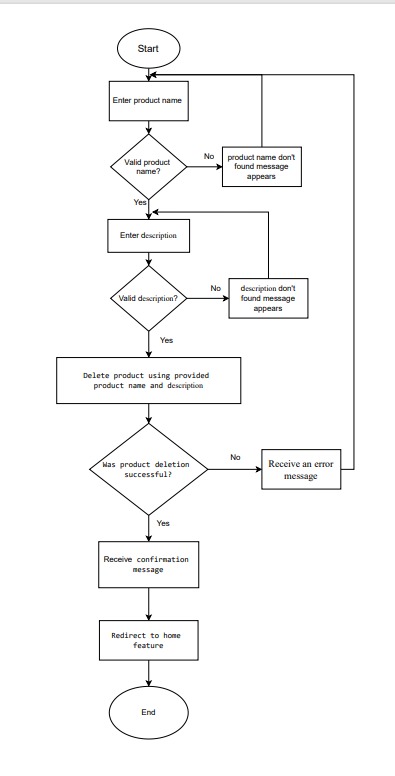 Start
Enter product name
Valid product
name?
No
product name don't
found message
appears
Yes
Enter description
Valid description?
No
description don't
found message
appears
Yes
Delete product using provided
product name and description
Was product deletion
successful?
No
Receive an error
message
Yes
Receive confirmation
message
Redirect to home
feature
End